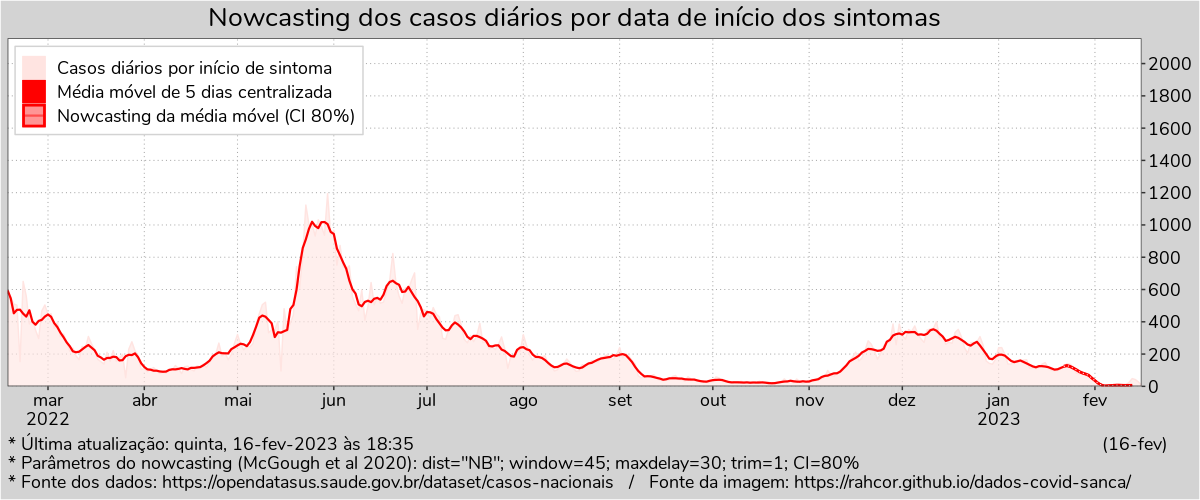 Nowcasting dos casos diários por data de início dos sintomas
Casos diários por início de sintoma
Média móvel de 5 dias centralizada
Nowcasting da média móvel (CI 80%)
2000
1800
1600
1400
1200
1000
800
600
400
200
0
mar abr mai jun jul ago set out nov dez jan fev
2022 2023
* Última atualização: quinta, 16-fev-2023 às 18:35 (16-fev)
* Parâmetros do nowcasting (McGough et al 2020): dist="NB"; window=45; maxdelay=30; trim=1; CI=80%
* Fonte dos dados: https://opendatasus.saude.gov.br/dataset/casos-nacionais / Fonte da imagem: https://rahcor.github.io/dados-covid-sanca/